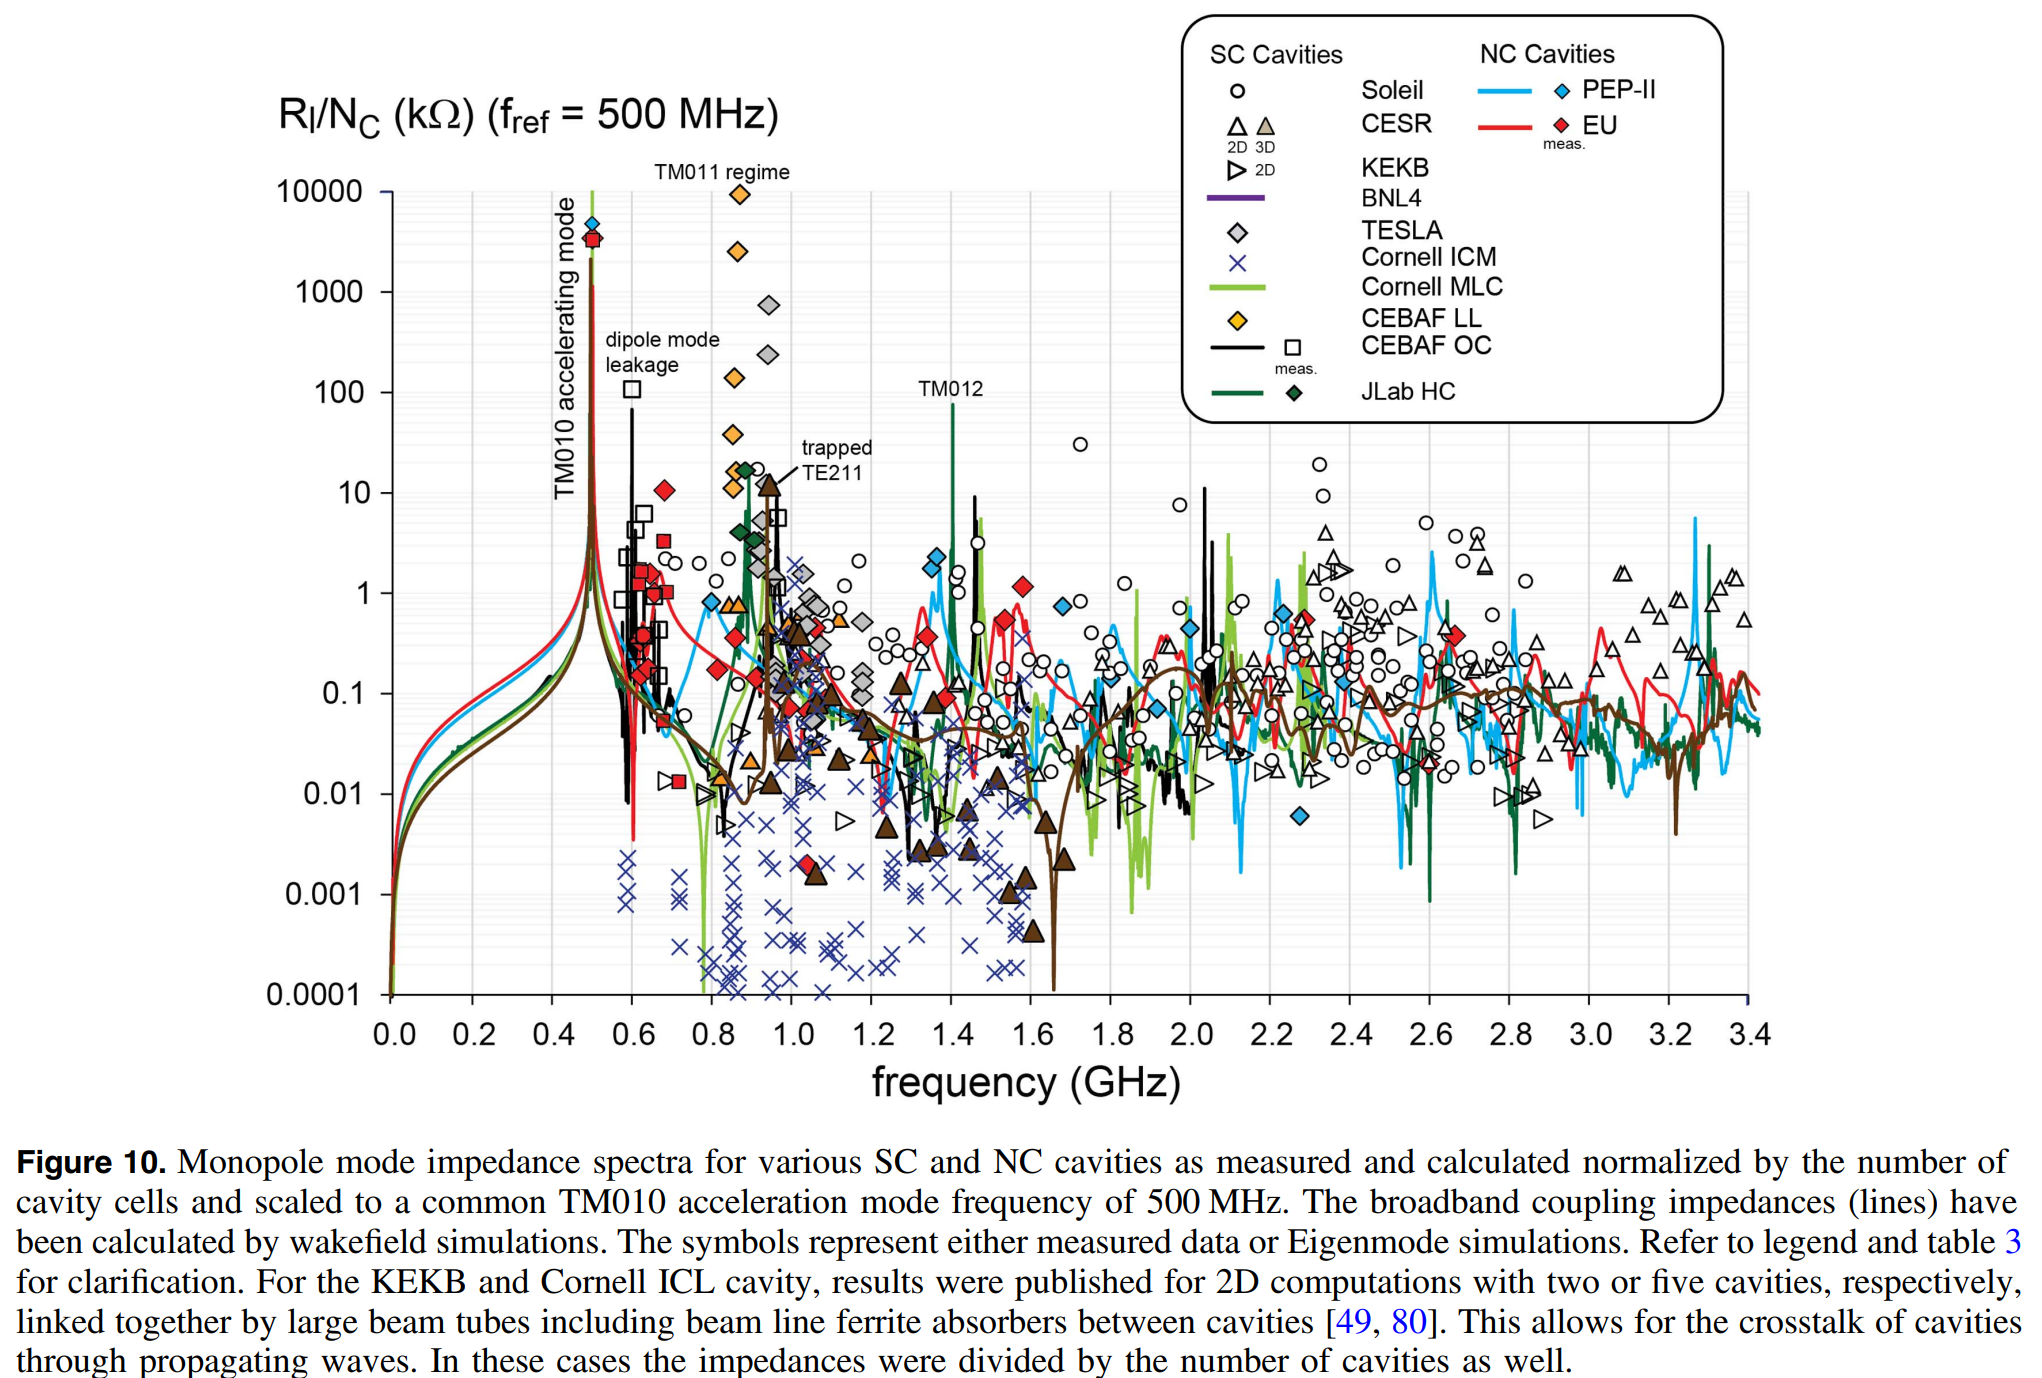 R∥/NC (kΩ) (fref = 500 MHz)
SC Cavities NC Cavities
Soleil PEP-II
CESR EU
2D 3D meas.
2D KEKB
BNL4
TESLA
Cornell ICM
Cornell MLC
CEBAF LL
CEBAF OC
meas.
JLab HC
TM011 regime
TM010 accelerating mode
dipole mode
leakage
TM012
trapped
TE211
10000
1000
100
10
1
0.1
0.01
0.001
0.0001
0.0 0.2 0.4 0.6 0.8 1.0 1.2 1.4 1.6 1.8 2.0 2.2 2.4 2.6 2.8 3.0 3.2 3.4
frequency (GHz)
Figure 10. Monopole mode impedance spectra for various SC and NC cavities as measured and calculated normalized by the number of
cavity cells and scaled to a common TM010 acceleration mode frequency of 500 MHz. The broadband coupling impedances (lines) have
been calculated by wakefield simulations. The symbols represent either measured data or Eigenmode simulations. Refer to legend and table 3
for clarification. For the KEKB and Cornell ICL cavity, results were published for 2D computations with two or five cavities, respectively,
linked together by large beam tubes including beam line ferrite absorbers between cavities [49, 80]. This allows for the crosstalk of cavities
through propagating waves. In these cases the impedances were divided by the number of cavities as well.